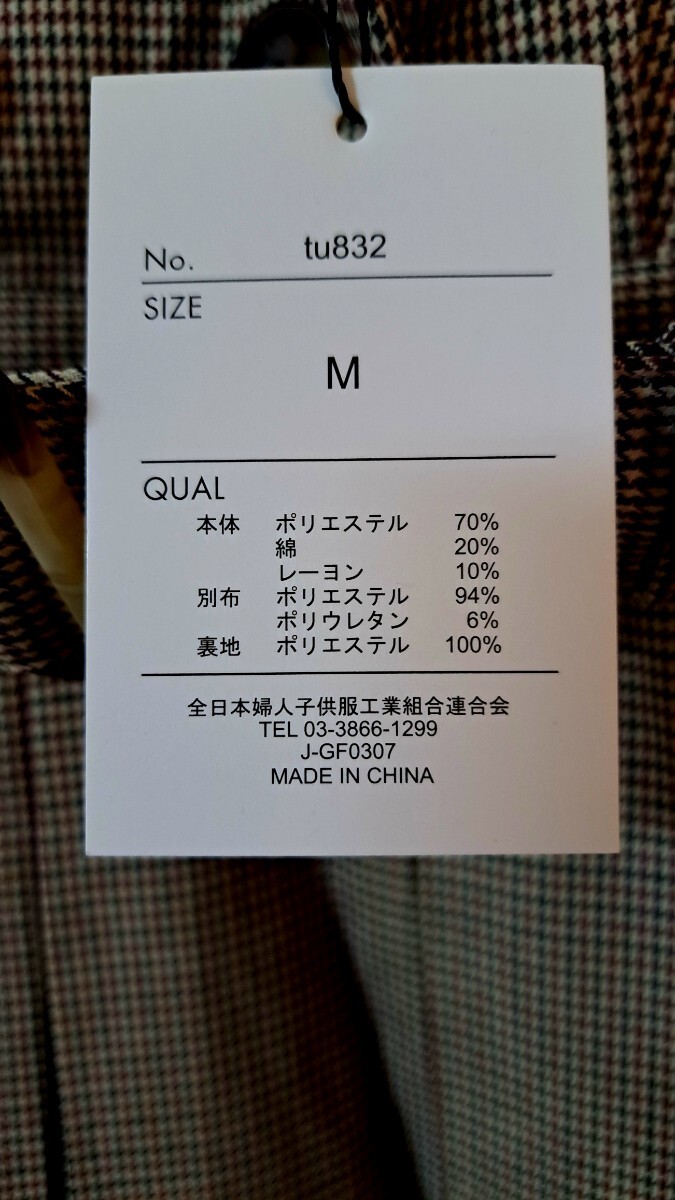 No. tu832
SIZE
M
QUAL
本体 ポリエステル 70%
綿 20%
レーヨン 10%
別布 ポリエステル 94%
ポリウレタン 6%
裏地 ポリエステル 100%
全日本婦人子供服工業組合連合会
TEL 03-3866-1299
J-GF0307
MADE IN CHINA